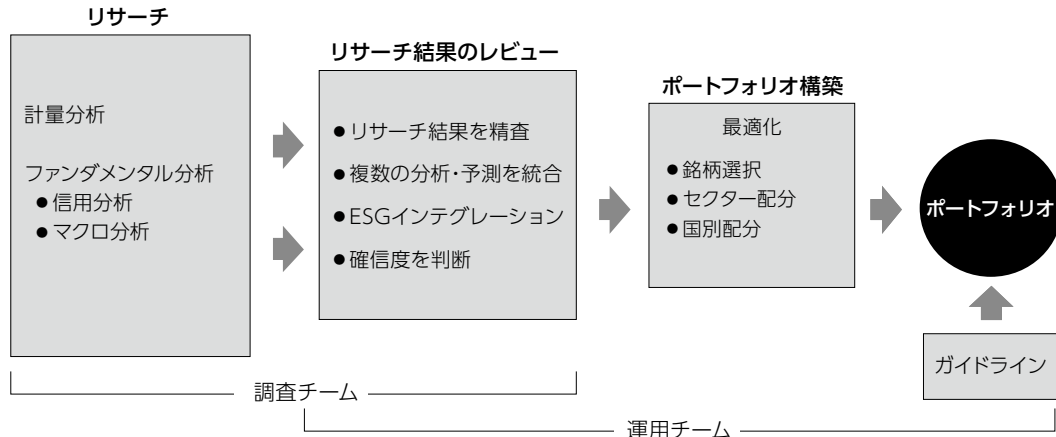 リサーチ
計量分析
ファンダメンタル分析
●信用分析
●マクロ分析
リサーチ結果のレビュー
●リサーチ結果を精査
●複数の分析・予測を統合
●ESGインテグレーション
●確信度を判断
ポートフォリオ構築
最適化
●銘柄選択
●セクター配分
●国別配分
ポートフォリオ
ガイドライン
調査チーム
運用チーム